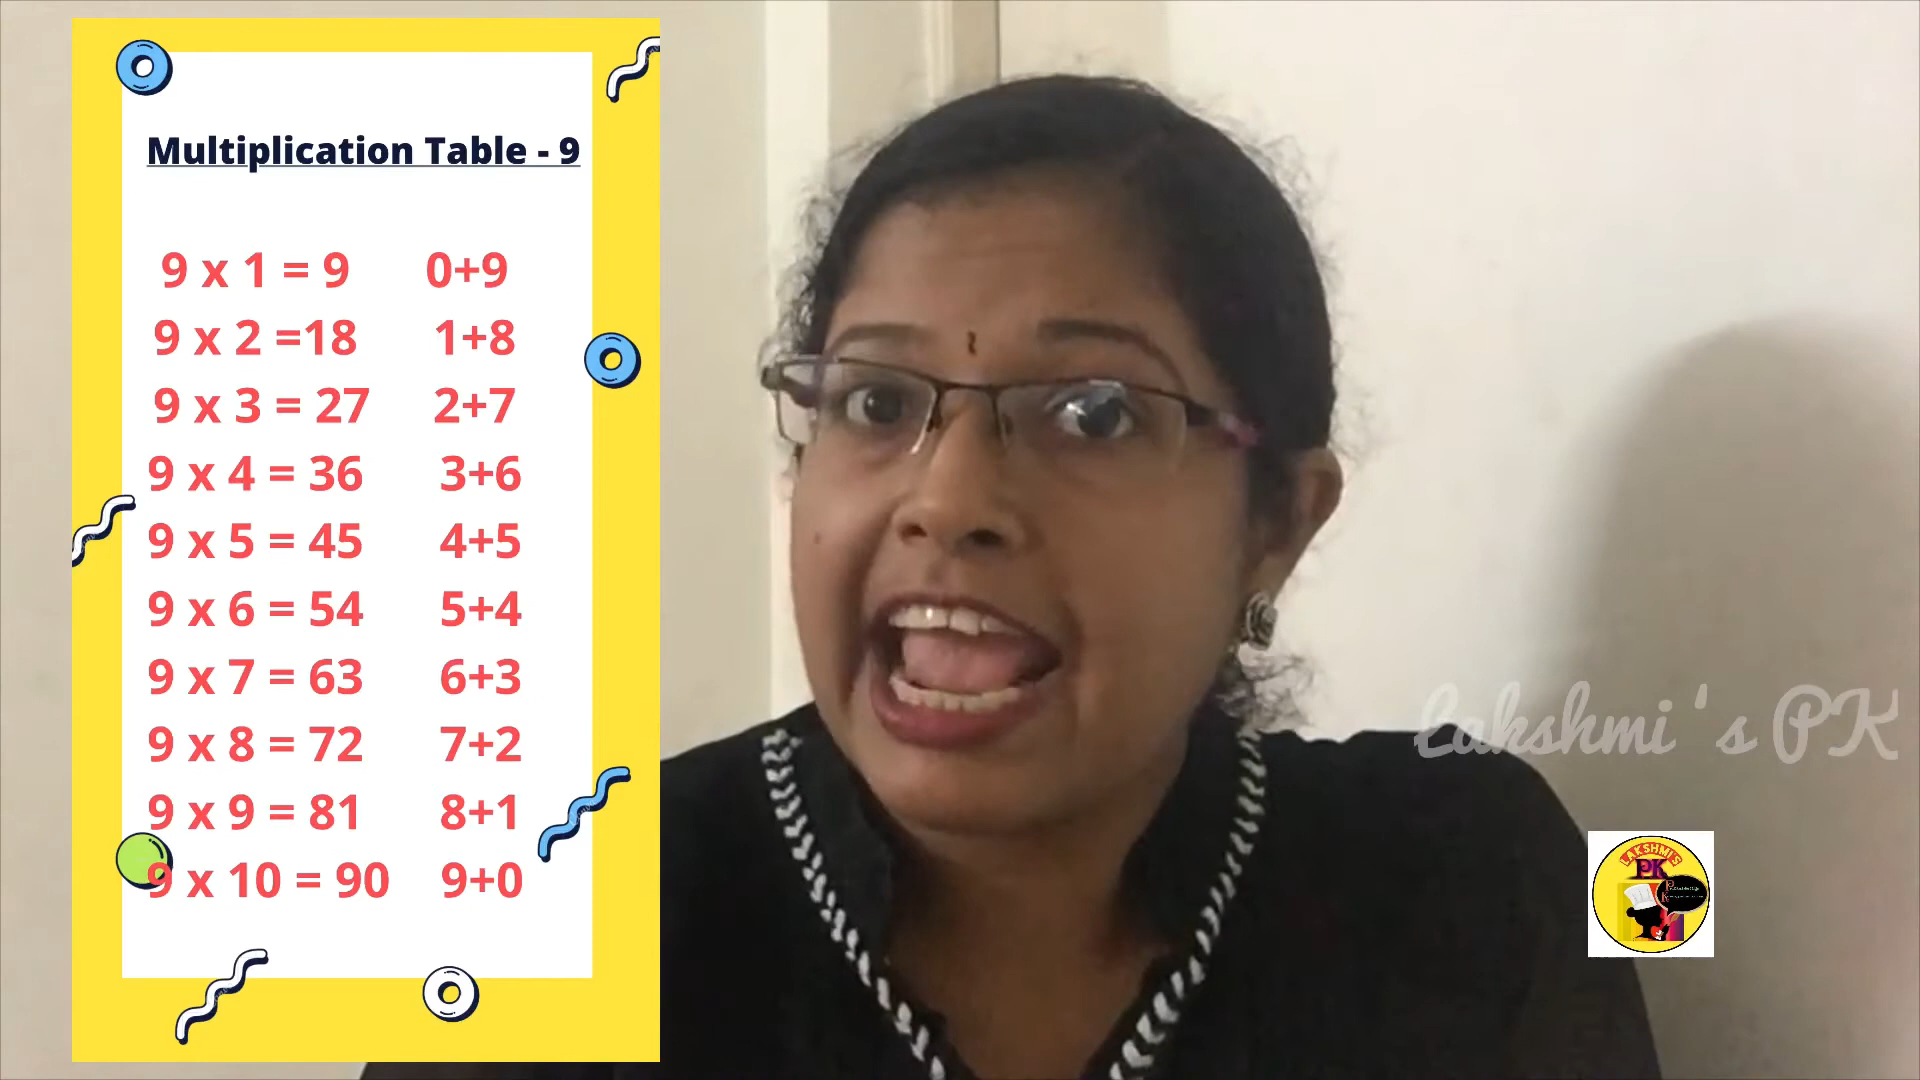 Multiplication Table - 9
9 x 1 = 9 0+9
9 x 2 =18 1+8
9 x 3 = 27 2+7
9 x 4 = 36 3+6
9 x 5 = 45 4+5
9 x 6 = 54 5+4
9 x 7 = 63 6+3
9 x 8 = 72 7+2
9 x 9 = 81 8+1
9 x 10 = 90 9+0
Lakshmi's PK
LAKSHMI'S
PK